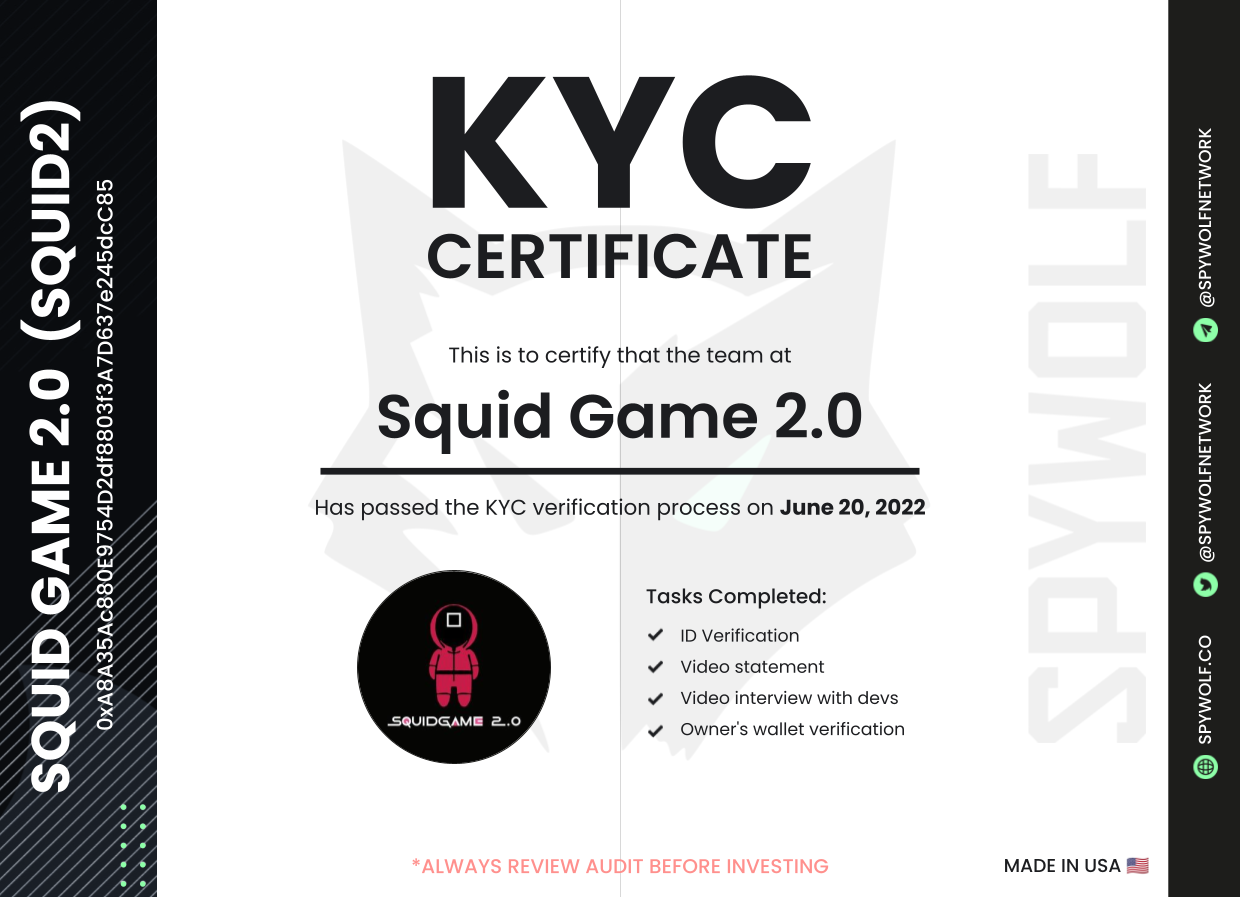 SQUID GAME 2.0 (SQUID2)
0xA8A35Ac880E9754D2df8803f3A7D637e245dcC85
KYC
CERTIFICATE
This is to certify that the team at
Squid Game 2.0
Has passed the KYC verification process on June 20, 2022
SQUIDGAME 2.0
Tasks Completed:
ID Verification
Video statement
Video interview with devs
Owner's wallet verification
*ALWAYS REVIEW AUDIT BEFORE INVESTING
MADE IN USA
SPYWOLF
@SPYWOLFNETWORK
@SPYWOLFNETWORK
SPYWOLF.CO